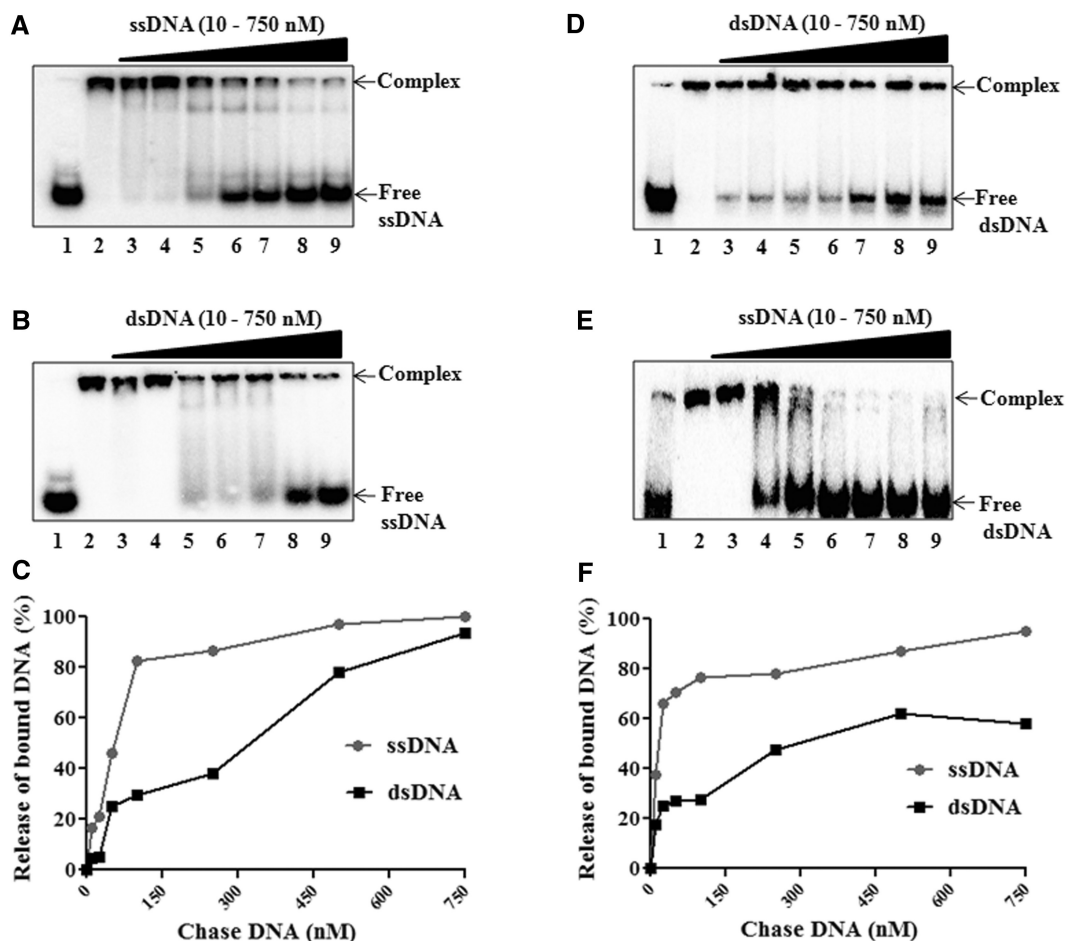 A
ssDNA (10 - 750 nM)
Complex
Free
ssDNA
1 2 3 4 5 6 7 8 9
B
dsDNA (10 - 750 nM)
Complex
Free
ssDNA
1 2 3 4 5 6 7 8 9
C
Release of bound DNA (%)
100
80
60
40
20
0
ssDNA
dsDNA
0 150 300 450 600 750
Chase DNA (nM)
D
dsDNA (10 - 750 nM)
Complex
Free
dsDNA
1 2 3 4 5 6 7 8 9
E
ssDNA (10 - 750 nM)
Complex
Free
dsDNA
1 2 3 4 5 6 7 8 9
F
Release of bound DNA (%)
100
80
60
40
20
0
ssDNA
dsDNA
0 150 300 450 600 750
Chase DNA (nM)